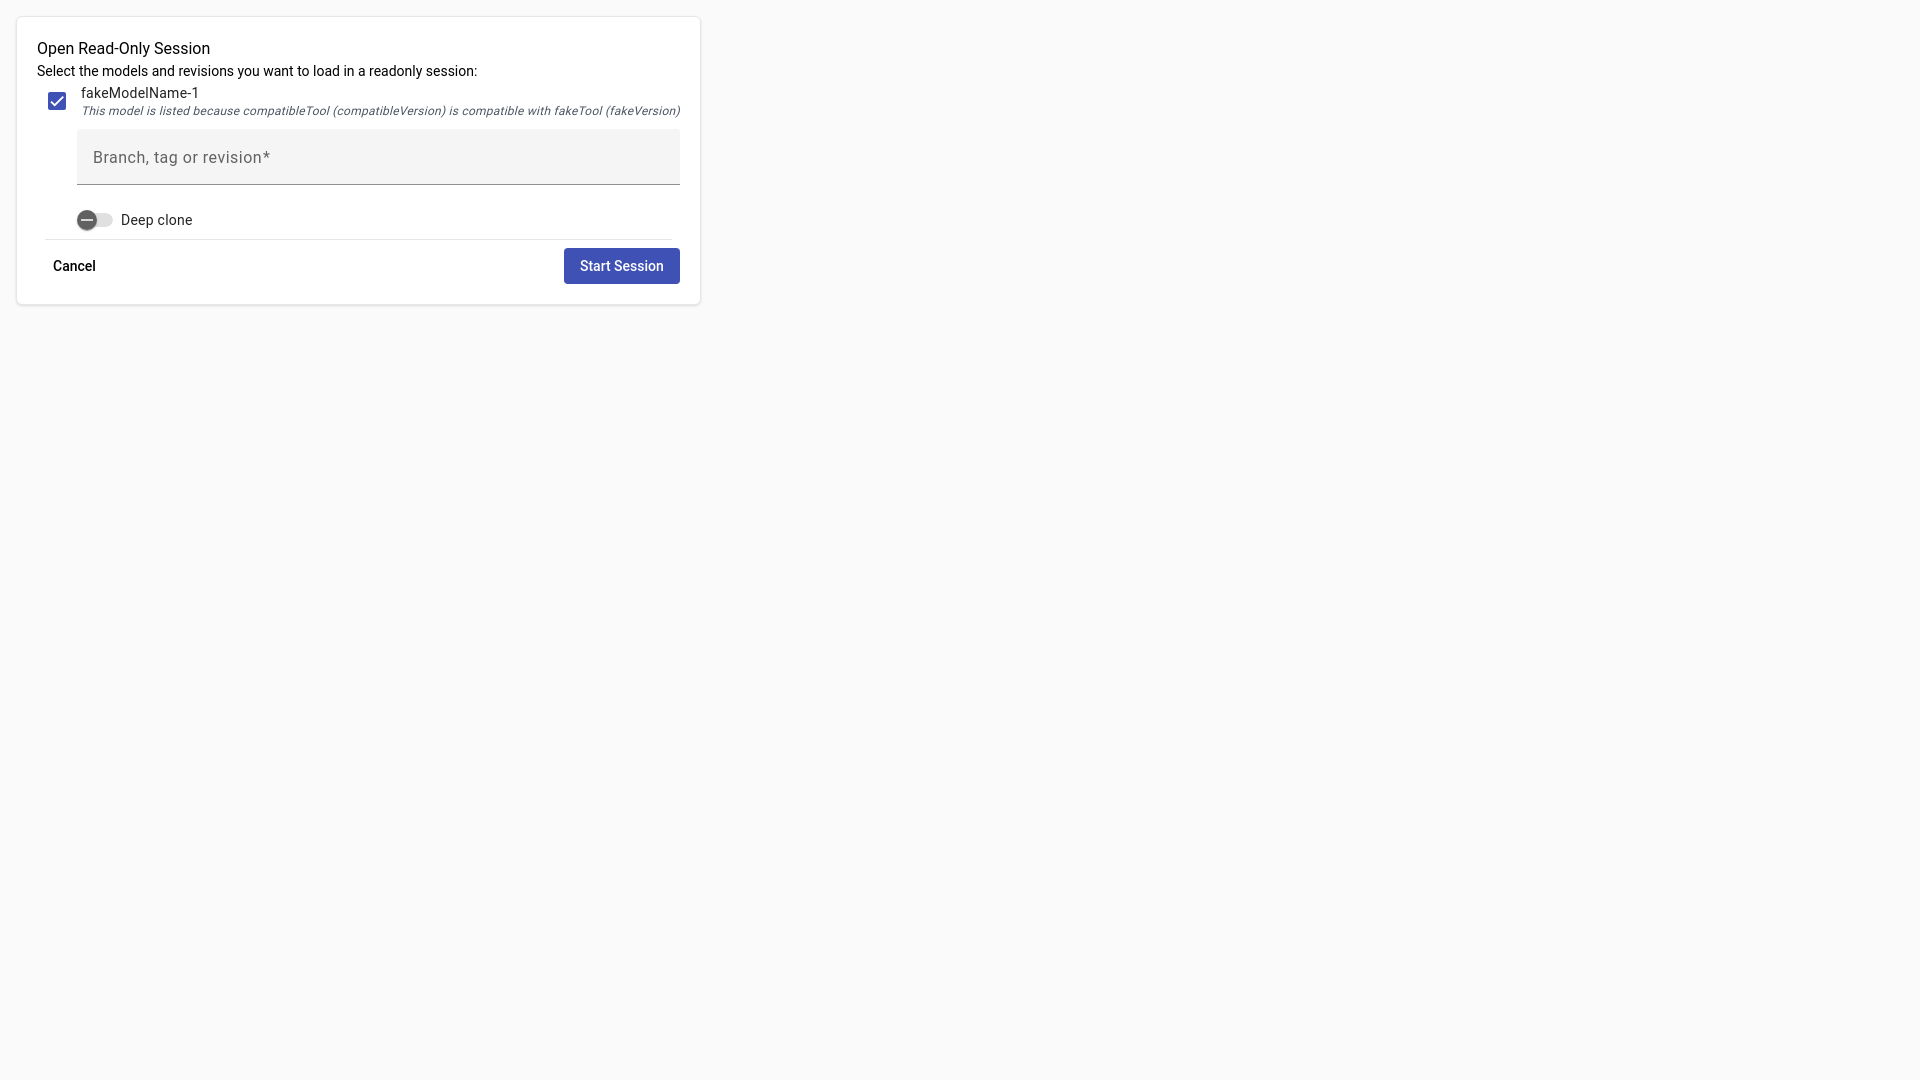 Open Read-Only Session
Select the models and revisions you want to load in a readonly session:
fakeModelName-1
This model is listed because compatibleTool (compatibleVersion) is compatible with fakeTool (fakeVersion)
Branch, tag or revision*
Deep clone
Cancel
Start Session